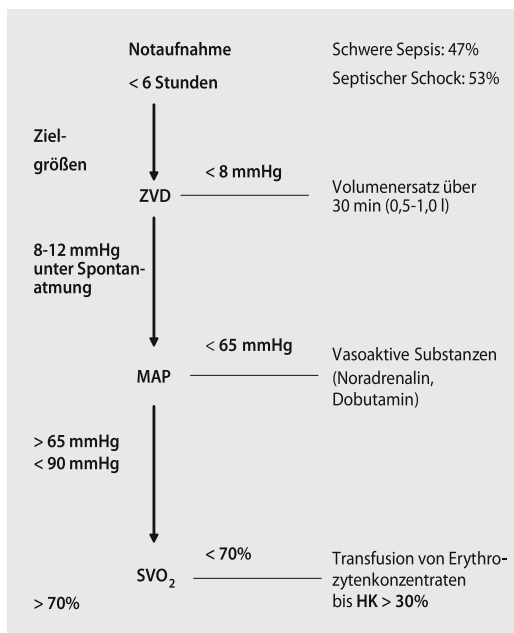 Notaufnahme
< 6 Stunden
Schwere Sepsis: 47%
Septischer Schock: 53%
Ziel-
größen
< 8 mmHg
ZVD
Volumenersatz über
30 min (0,5-1,0 l)
8-12 mmHg
unter Spontan-
atmung
< 65 mmHg
MAP
Vasoaktive Substanzen
(Noradrenalin,
Dobutamin)
> 65 mmHg
< 90 mmHg
< 70%
SVO₂
Transfusion von Erythro-
zytenkonzentraten
bis HK > 30%
> 70%